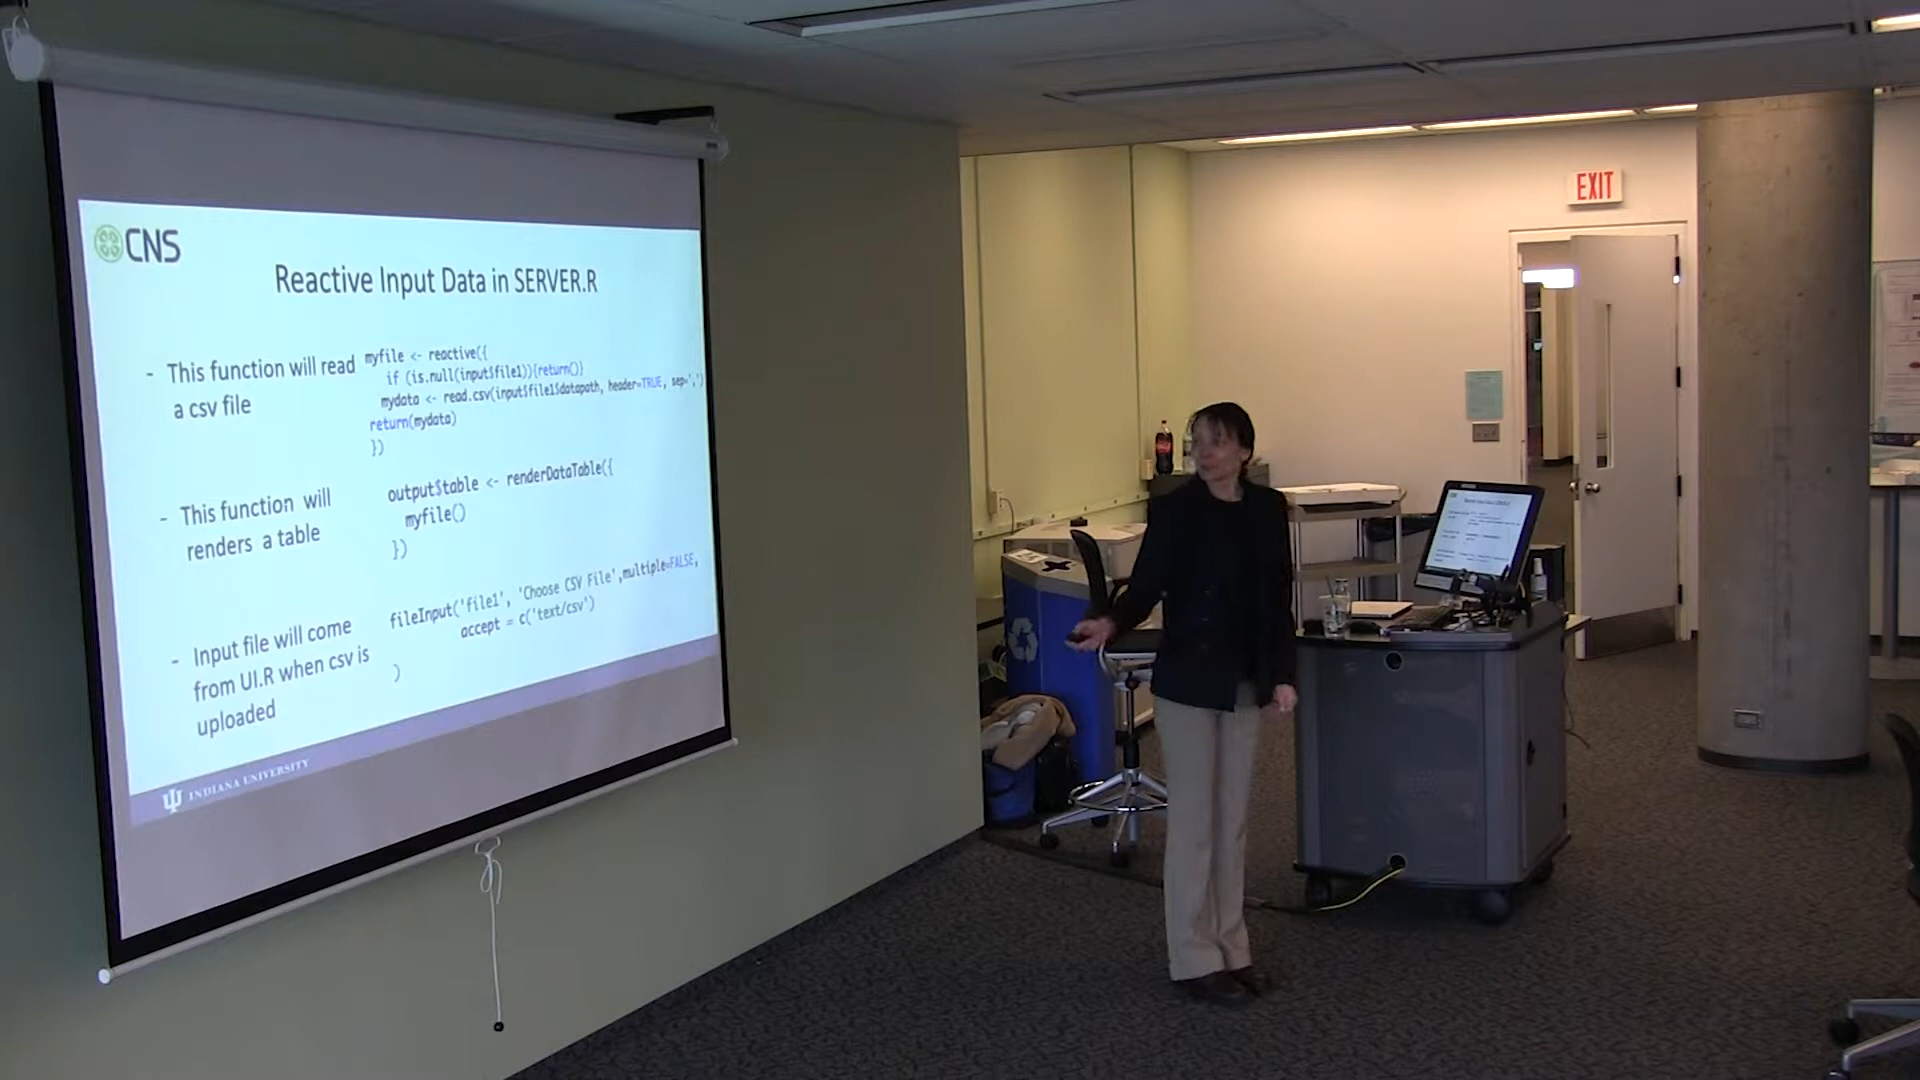 CNS
Reactive Input Data in SERVER.R
- This function will read
a csv file
myfile <- reactive({
if (is.null(input$file1)){return()}
mydata <- read.csv(input$file1$datapath, header=TRUE, sep=',')
return(mydata)
})
- This function will
renders a table
output$table <- renderDataTable({
myfile()
})
- Input file will come
from UI.R when csv is
uploaded
fileInput('file1', 'Choose CSV File',multiple=FALSE,
accept = c('text/csv')
)
INDIANA UNIVERSITY
EXIT